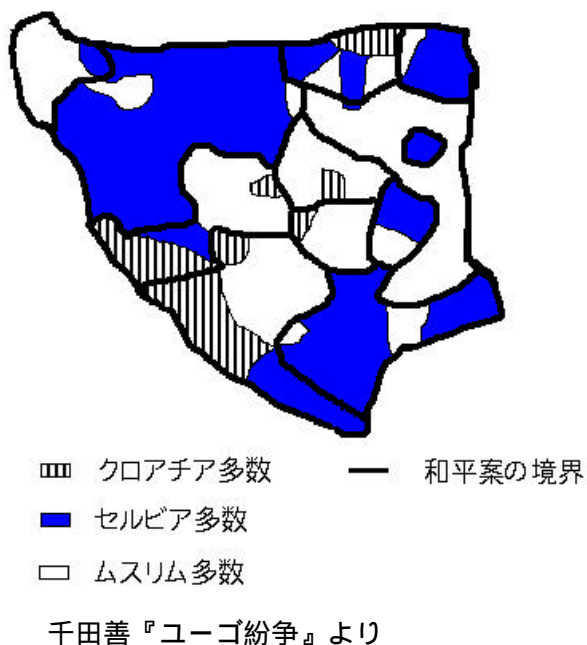 クロアチア多数
和平案の境界
セルビア多数
ムスリム多数
千田善『ユーゴ紛争』より